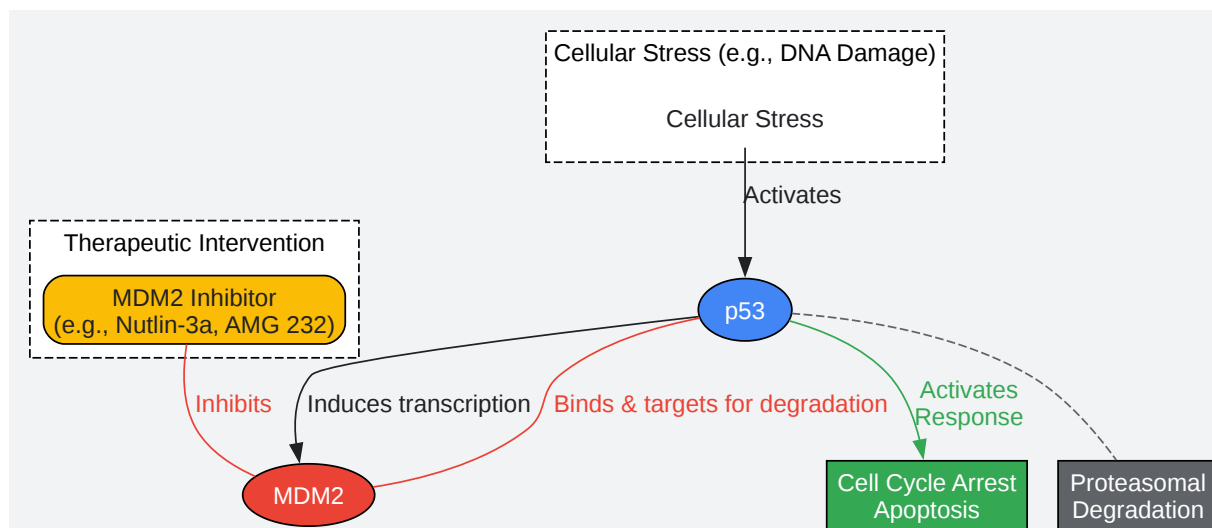 Cellular Stress (e.g., DNA Damage)
Cellular Stress
Activates
Therapeutic Intervention
MDM2 Inhibitor
(e.g., Nutlin-3a, AMG 232)
p53
Inhibits
Induces transcription
Binds & targets for degradation
Activates
Response
MDM2
Cell Cycle Arrest
Apoptosis
Proteasomal
Degradation